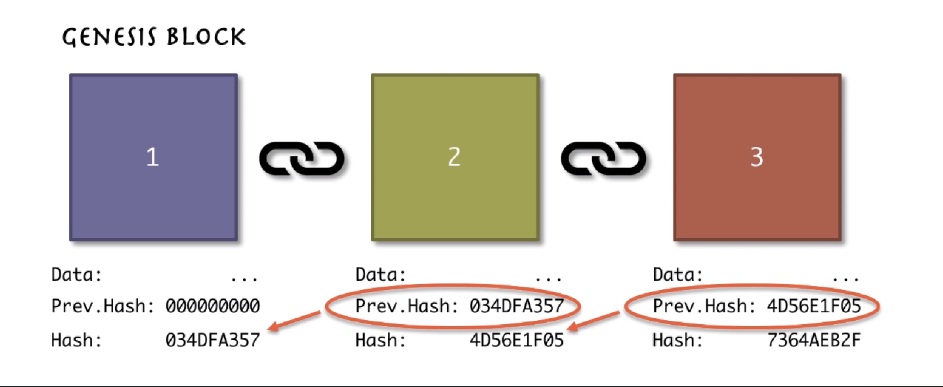 GENESIS BLOCK
1
2
3
Data: ...
Prev.Hash: 000000000
Hash: 034DFA357
Data: ...
Prev.Hash: 034DFA357
Hash: 4D56E1F05
Data: ...
Prev.Hash: 4D56E1F05
Hash: 7364AEB2F